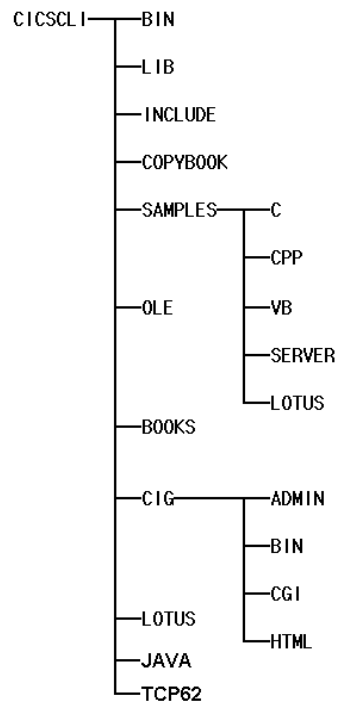 CICSCLI BIN
LIB
INCLUDE
COPYBOOK
SAMPLES C
CPP
OLE VB
SERVER
LOTUS
BOOKS
CIG ADMIN
BIN
CGI
LOTUS HTML
JAVA
TCP62